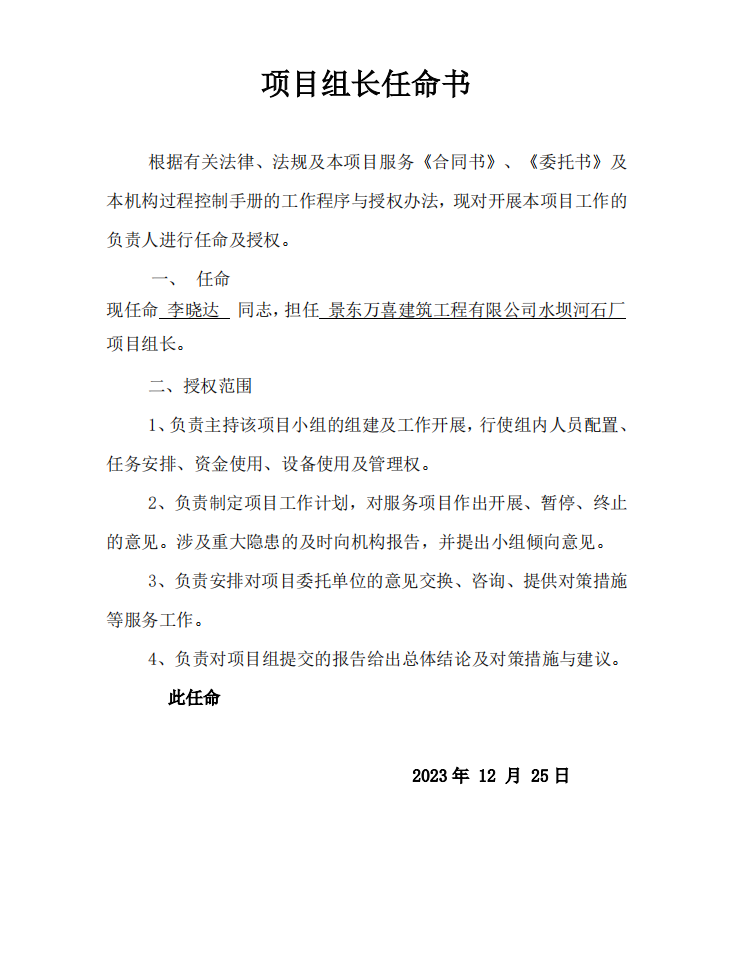 项目组长任命书
根据有关法律、法规及本项目服务《合同书》、《委托书》及
本机构过程控制手册的工作程序与授权办法，现对开展本项目工作的
负责人进行任命及授权。
一、 任命
现任命 李晓达 同志，担任 景东万喜建筑工程有限公司水坝河石厂
项目组长。
二、授权范围
1、负责主持该项目小组的组建及工作开展，行使组内人员配置、
任务安排、资金使用、设备使用及管理权。
2、负责制定项目工作计划，对服务项目作出开展、暂停、终止
的意见。涉及重大隐患的及时向机构报告，并提出小组倾向意见。
3、负责安排对项目委托单位的意见交换、咨询、提供对策措施
等服务工作。
4、负责对项目组提交的报告给出总体结论及对策措施与建议。
此任命
2023年 12 月 25日